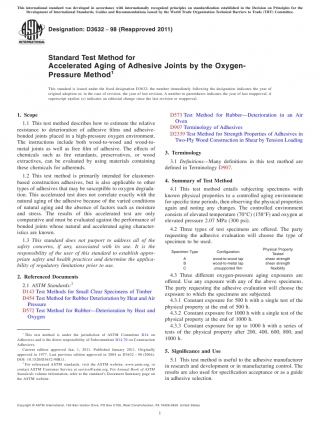 This international standard was developed in accordance with internationally recognized principles on standardization established in the Decision on Principles for the
Development of International Standards, Guides and Recommendations issued by the World Trade Organization Technical Barriers to Trade (TBT) Committee.
Designation: D3632 − 98 (Reapproved 2011)
INTERNATIONAL
Standard Test Method for
Accelerated Aging of Adhesive Joints by the Oxygen-
Pressure Method1
This standard is issued under the fixed designation D3632; the number immediately following the designation indicates the year of
original adoption or, in the case of revision, the year of last revision. A number in parentheses indicates the year of last reapproval. A
superscript epsilon (ε) indicates an editorial change since the last revision or reapproval.
1. Scope
1.1 This test method describes how to estimate the relative
resistance to deterioration of adhesive films and adhesive-
bonded joints placed in a high-pressure oxygen environment.
The instructions include both wood-to-wood and wood-to-
metal joints as well as free film of adhesive. The effects of
chemicals such as fire retardants, preservatives, or wood
extractives, can be evaluated by using materials containing
these chemicals for adherends.
1.2 This test method is primarily intended for elastomer-
based construction adhesives, but is also applicable to other
types of adhesives that may be susceptible to oxygen degrada-
tion. This accelerated test does not correlate exactly with the
natural aging of the adhesive because of the varied conditions
of natural aging and the absence of factors such as moisture
and stress. The results of this accelerated test are only
comparative and must be evaluated against the performance of
bonded joints whose natural and accelerated aging character-
istics are known.
1.3 This standard does not purport to address all of the
safety concerns, if any, associated with its use. It is the
responsibility of the user of this standard to establish appro-
priate safety and health practices and determine the applica-
bility of regulatory limitations prior to use.
2. Referenced Documents
2.1 ASTM Standards:2
D143 Test Methods for Small Clear Specimens of Timber
D454 Test Method for Rubber Deterioration by Heat and Air
Pressure
D572 Test Method for Rubber—Deterioration by Heat and
Oxygen
1 This test method is under the jurisdiction of ASTM Committee D14 on
Adhesives and is the direct responsibility of Subcommittee D14.70 on Construction
Adhesives.
Current edition approved Jan. 1, 2011. Published January 2011. Originally
approved in 1977. Last previous edition approved in 2004 as D3632 – 98 (2004).
DOI: 10.1520/D3632-98R11.
2 For referenced ASTM standards, visit the ASTM website, www.astm.org, or
contact ASTM Customer Service at service@astm.org. For Annual Book of ASTM
Standards volume information, refer to the standard's Document Summary page on
the ASTM website.
D573 Test Method for Rubber—Deterioration in an Air
Oven
D907 Terminology of Adhesives
D2339 Test Method for Strength Properties of Adhesives in
Two-Ply Wood Construction in Shear by Tension Loading
3. Terminology
3.1 Definitions—Many definitions in this test method are
defined in Terminology D907.
4. Summary of Test Method
4.1 This test method entails subjecting specimens with
known physical properties to a controlled aging environment
for specific time periods, then observing the physical properties
again and noting any changes. The controlled environment
consists of elevated temperature (70°C) (158°F) and oxygen at
elevated pressure 2.07 MPa (300 psi).
4.2 Three types of test specimens are offered. The party
requesting the adhesive evaluation will choose the type of
specimen to be used.
Specimen Type Configuration Physical Property
Tested
A wood-to-wood lap shear strength
B wood-to-metal lap shear strength
C unsupported film flexibility
4.3 Three different oxygen-pressure aging exposures are
offered. Use any exposure with any of the above specimens.
The party requesting the adhesive evaluation will choose the
exposure to which the specimens are subjected.
4.3.1 Constant exposure for 500 h with a single test of the
physical property at the end of 500 h.
4.3.2 Constant exposure for 1000 h with a single test of the
physical property at the end of 1000 h.
4.3.3 Constant exposure for up to 1000 h with a series of
tests of the physical property after 200, 400, 600, 800, and
1000 h.
5. Significance and Use
5.1 This test method is useful to the adhesive manufacturer
in research and development or in manufacturing control. The
results are also used for specification acceptance or as a guide
in adhesive selection.
Copyright © ASTM International, 100 Barr Harbor Drive, PO Box C700, West Conshohocken, PA 19428-2959. United States
1